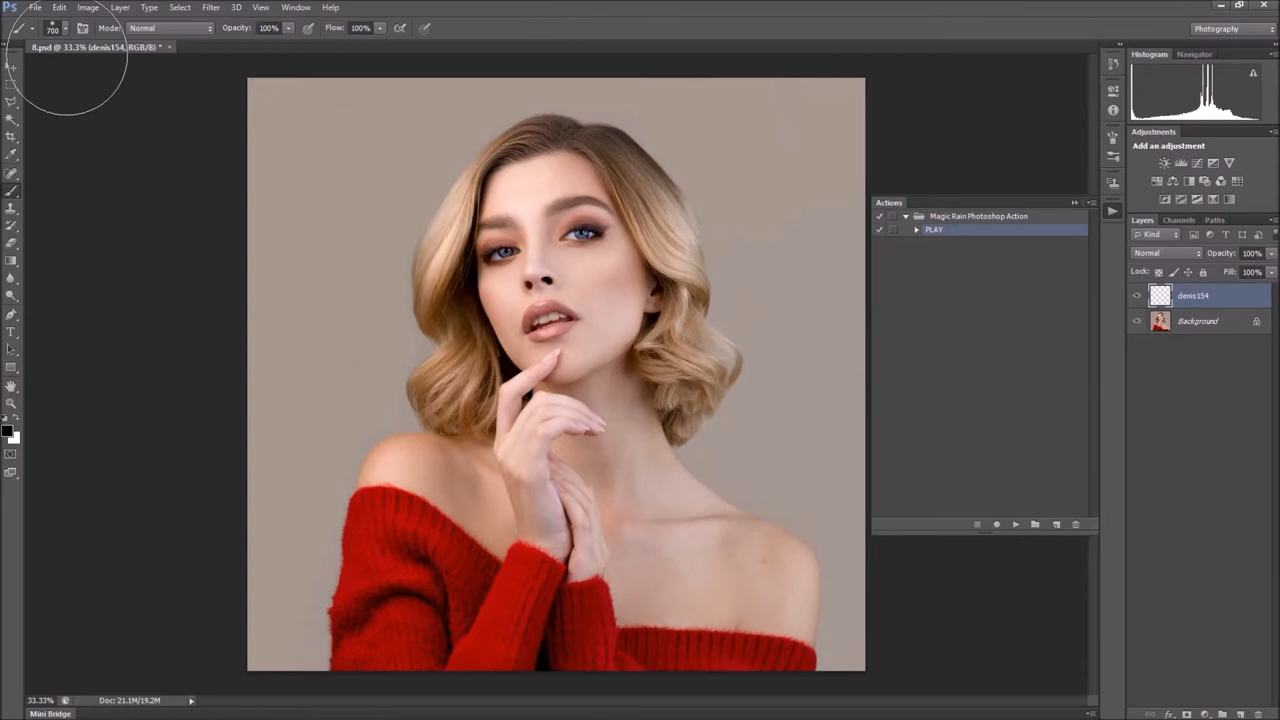 Ps File Edit Image Layer Type Select Filter 3D View Window Help
700 Mode: Normal Opacity: 100% Flow: 100% Photography
8.psd @ 33.3% (denis154, RGB/8) * ×
Histogram Navigator
Adjustments
Add an adjustment
Actions
Magic Rain Photoshop Action
PLAY
Layers Channels Paths
Kind
Normal Opacity: 100%
Lock: Fill: 100%
denis154
Background
33.33% Doc: 21.1M/19.2M
Mini Bridge